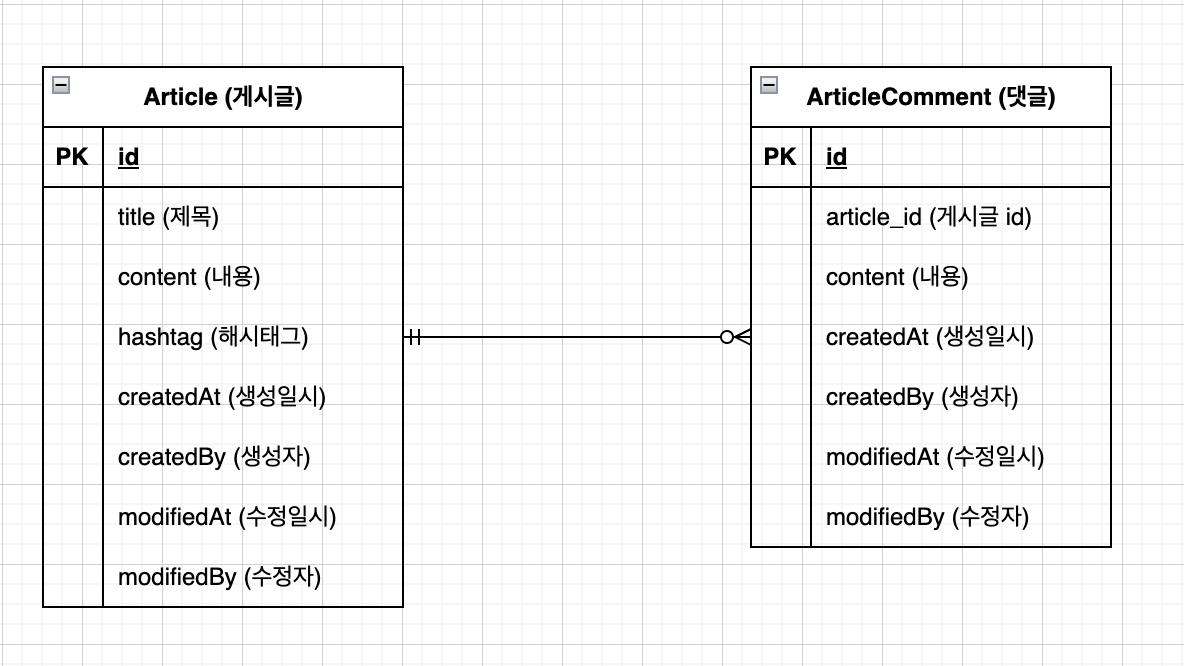 Article (게시글)
PK id
title (제목)
content (내용)
hashtag (해시태그)
createdAt (생성일시)
createdBy (생성자)
modifiedAt (수정일시)
modifiedBy (수정자)
ArticleComment (댓글)
PK id
article_id (게시글 id)
content (내용)
createdAt (생성일시)
createdBy (생성자)
modifiedAt (수정일시)
modifiedBy (수정자)